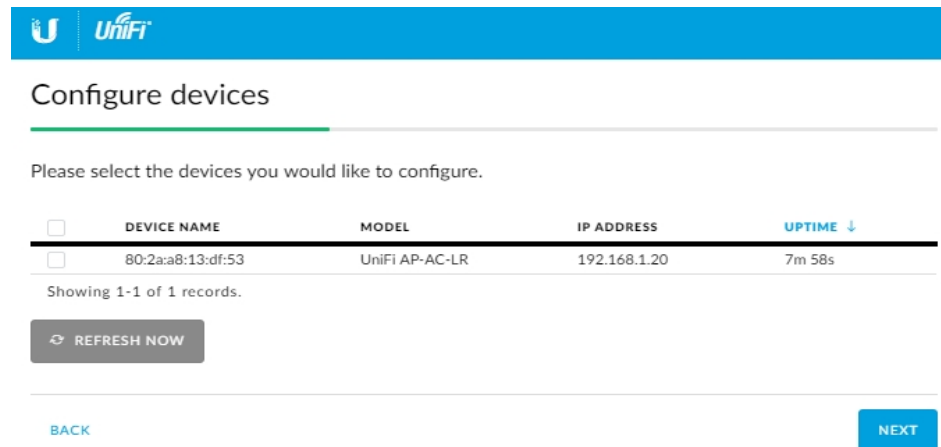 UniFi
Configure devices
Please select the devices you would like to configure.
DEVICE NAME MODEL IP ADDRESS UPTIME ↓
80:2a:a8:13:df:53 UniFi AP-AC-LR 192.168.1.20 7m 58s
Showing 1-1 of 1 records.
REFRESH NOW
BACK NEXT